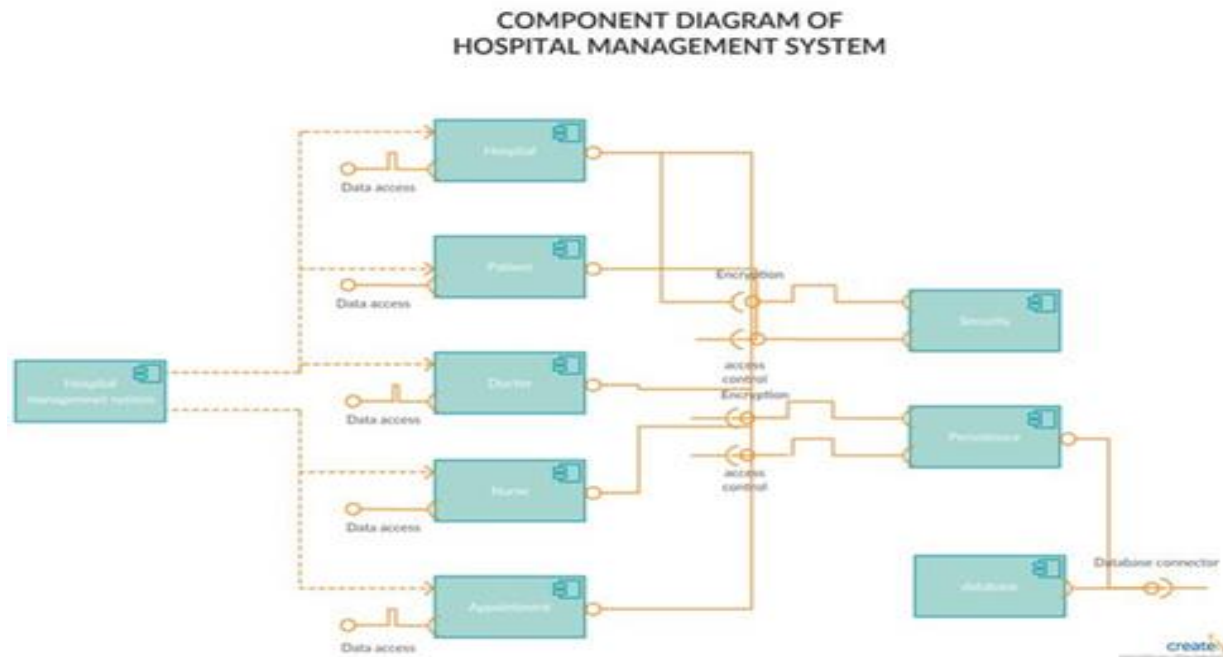 COMPONENT DIAGRAM OF
HOSPITAL MANAGEMENT SYSTEM
Hospital
Data access
Patient
Data access
Encryption
Security
access
control
Hospital
Doctor
Data access
Encryption
Persistence
access
control
Nurse
Data access
Database connector
Appointment
Data access
create